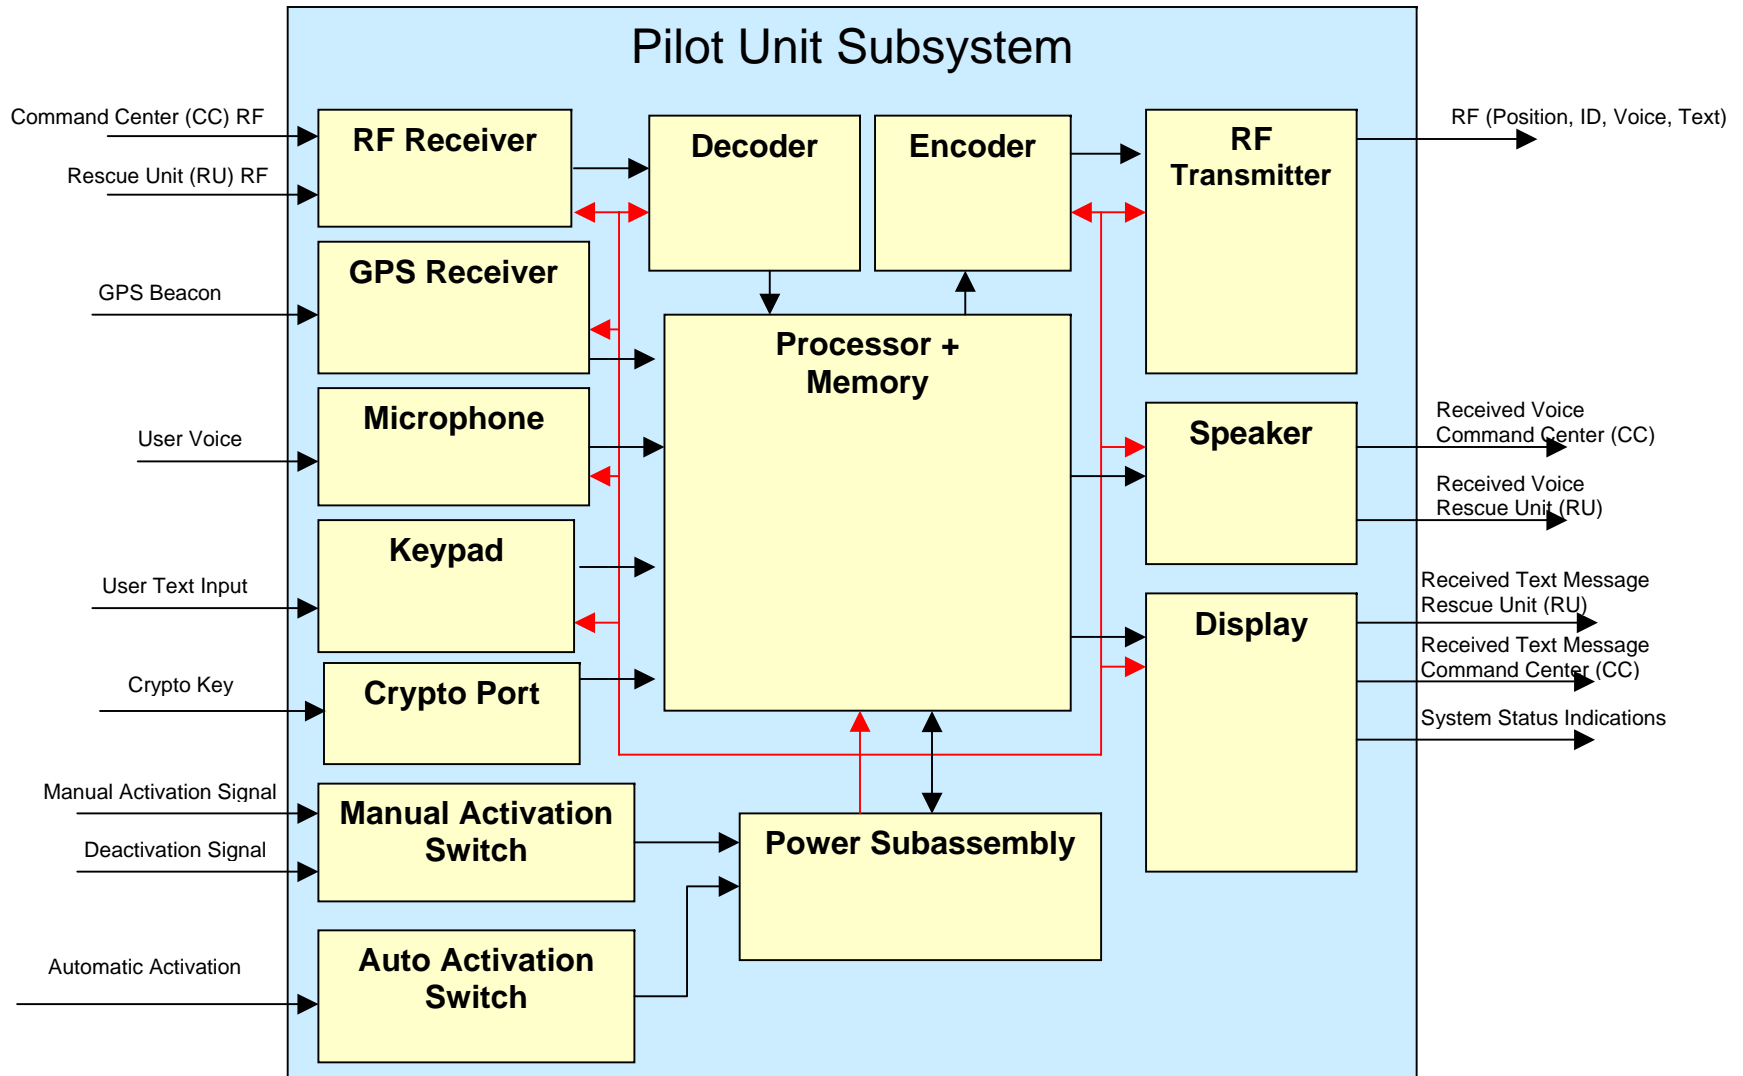 Pilot Unit Subsystem
Command Center (CC) RF
Rescue Unit (RU) RF
GPS Beacon
User Voice
User Text Input
Crypto Key
Manual Activation Signal
Deactivation Signal
Automatic Activation
RF Receiver
GPS Receiver
Microphone
Keypad
Crypto Port
Manual Activation
Switch
Auto Activation
Switch
Decoder
Encoder
Processor +
Memory
Power Subassembly
RF
Transmitter
Speaker
Display
RF (Position, ID, Voice, Text)
Received Voice
Command Center (CC)
Received Voice
Rescue Unit (RU)
Received Text Message
Rescue Unit (RU)
Received Text Message
Command Center (CC)
System Status Indications